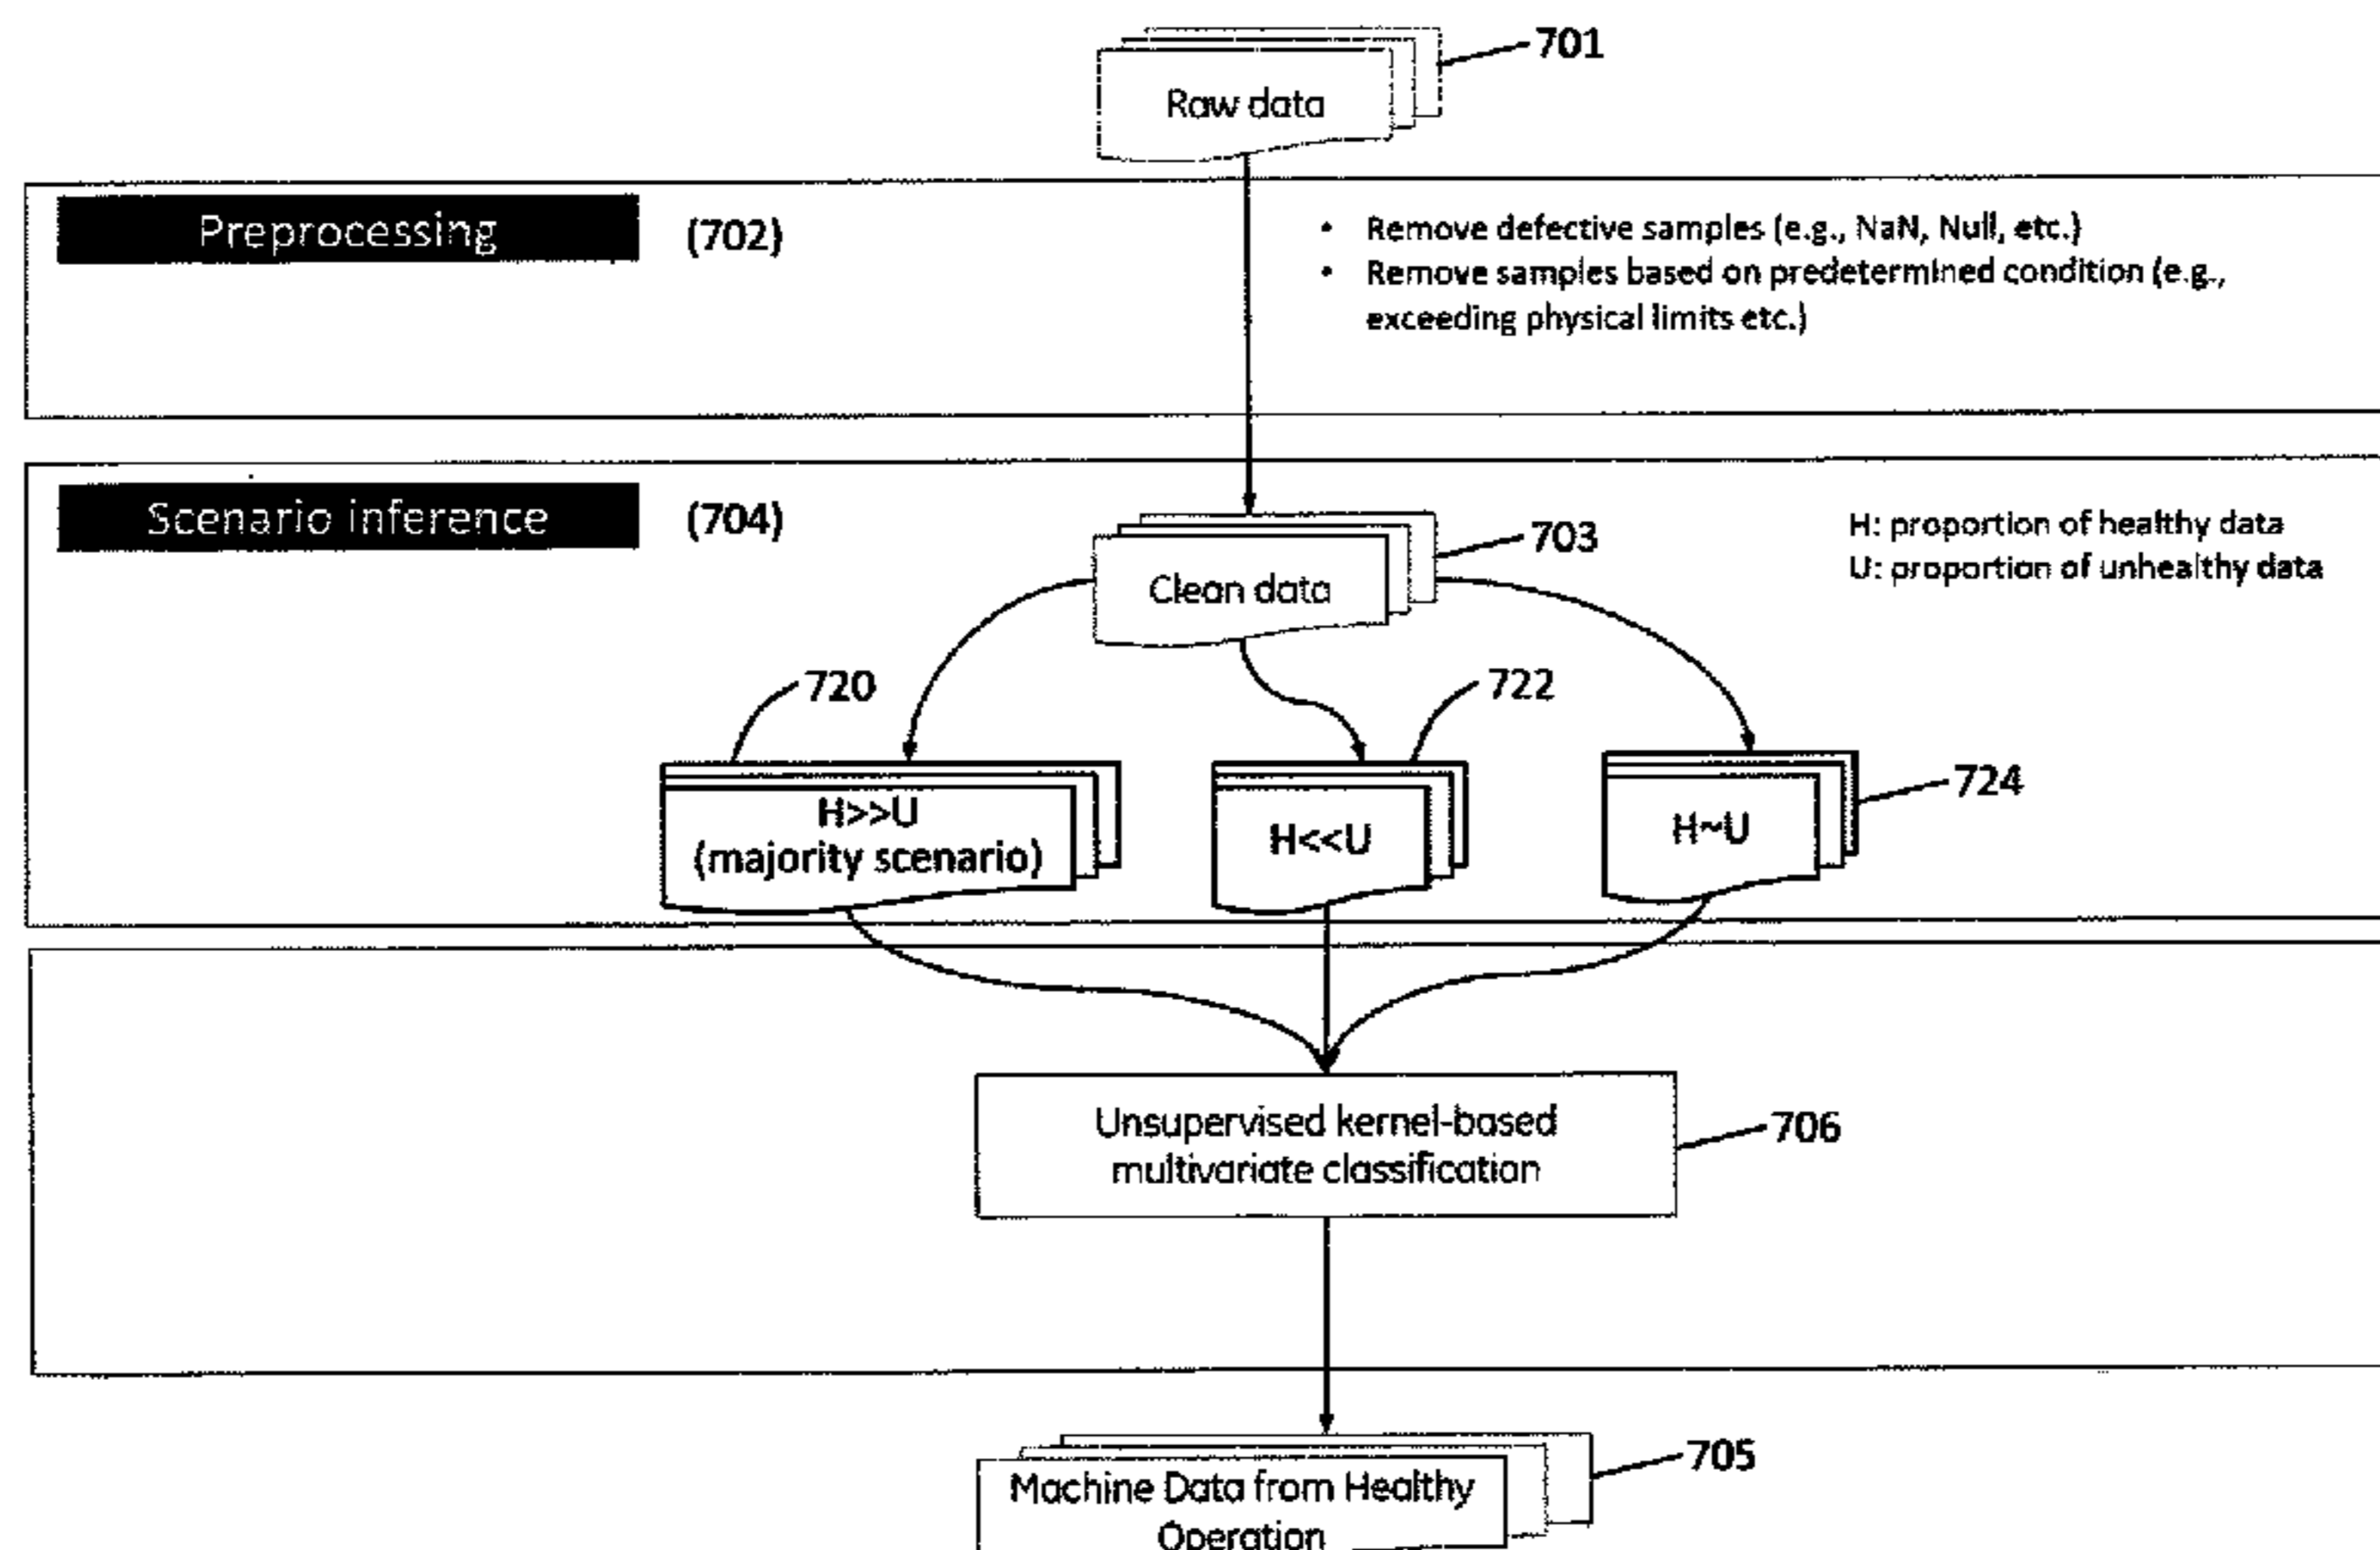 701
Raw data
Preprocessing
(702)
• Remove defective samples (e.g., NaN, Null, etc.)
• Remove samples based on predetermined condition (e.g.,
exceeding physical limits etc.)
Scenario inference
(704)
703
Clean data
H: proportion of healthy data
U: proportion of unhealthy data
720
722
724
H>>U
(majority scenario)
H<<U
H~U
Unsupervised kernel-based
multivariate classification
706
705
Machine Data from Healthy
Operation